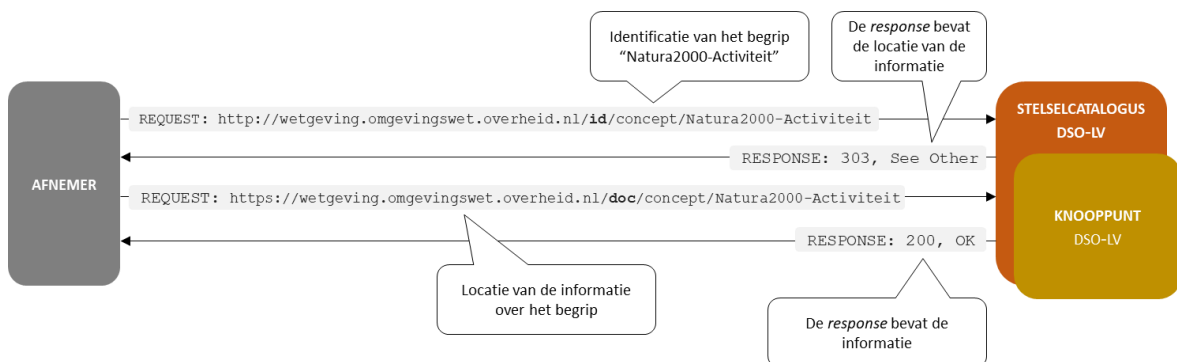 Identificatie van het begrip
“Natura2000-Activiteit”
De response bevat
de locatie van de
informatie
REQUEST: http://wetgeving.omgevingswet.overheid.nl/id/concept/Natura2000-Activiteit
STELSELCATALOGUS
DSO-LV
RESPONSE: 303, See Other
AFNEMER
REQUEST: https://wetgeving.omgevingswet.overheid.nl/doc/concept/Natura2000-Activiteit
KNOOPPUNT
DSO-LV
RESPONSE: 200, OK
Locatie van de informatie
over het begrip
De response bevat de
informatie